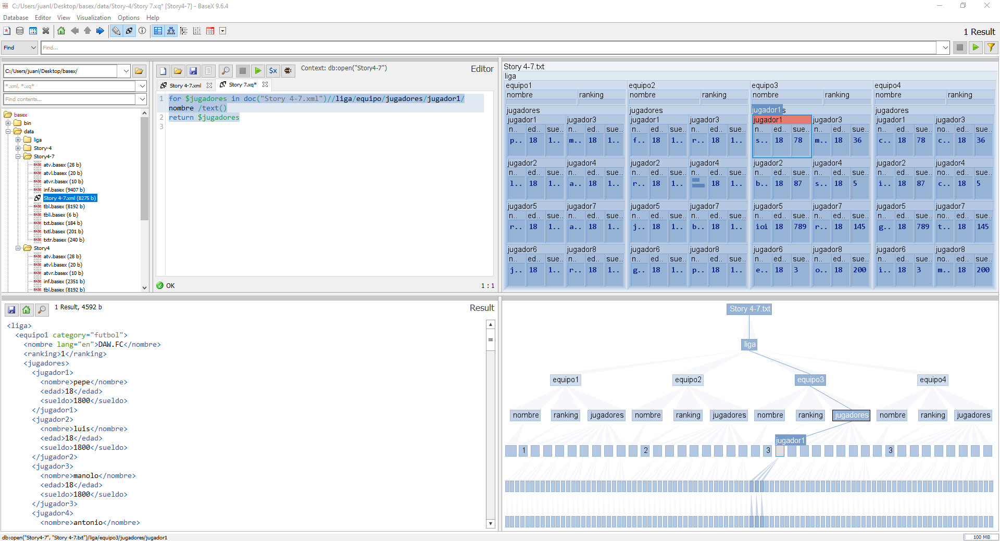 C:/Users/juanl/Desktop/basex/data/Story-4/Story 7.xq* [Story4-7] - BaseX 9.6.4
Database Editor View Visualization Options Help
1 Result
Find Find...
C:/Users/juanl/Desktop/basex/
*.xml, *.xq*
Find contents...
basex
bin
data
liga
Story-4
Story4-7
atv.basex (28 b)
atvl.basex (20 b)
atvr.basex (10 b)
inf.basex (9407 b)
Story 4-7.xml (8275 b)
tbl.basex (8192 b)
tbli.basex (6 b)
txt.basex (184 b)
txtl.basex (201 b)
txtr.basex (240 b)
Story4
atv.basex (28 b)
atvl.basex (20 b)
atvr.basex (10 b)
inf.basex (2351 b)
tbl.basex (8192 b)
$x Context: db:open("Story4-7") Editor
Story 4-7.xml Story 7.xq*
1 for $jugadores in doc("Story 4-7.xml")//liga/equipo/jugadores/jugador1/
nombre /text()
2 return $jugadores
3
OK 1 : 1
Story 4-7.txt
liga
equipo1 equipo2 equipo3 equipo4
nombre ranking nombre ranking nombre ranking nombre ranking
jugadores jugadores jugador1 s jugadores
jugador1 jugador3 jugador1 jugador3 jugador1 jugador3 jugador1 jugador3
n.. ed.. sue.. n.. ed.. sue.. n.. ed.. sue.. n.. ed.. sue.. n.. ed.. sue.. n.. ed.. sue.. n.. ed.. sue.. no.. ed.. sue..
p.. 18 1.. m.. 18 1.. f.. 18 1.. r.. 18 1.. s.. 18 78 m.. 18 36 c.. 18 78 c.. 18 36
jugador2 jugador4 jugador2 jugador4 jugador2 jugador4 jugador2 jugador4
n.. ed.. sue.. n.. ed.. sue.. n.. ed.. sue.. n.. ed.. sue.. n.. ed.. sue.. n.. ed.. sue.. n.. ed.. sue.. no.. ed.. sue..
l.. 18 1.. a.. 18 1.. r.. 18 1.. 18 1.. b.. 18 87 s.. 18 5 i.. 18 87 c.. 18 5
jugador5 jugador7 jugador5 jugador7 jugador5 jugador7 jugador5 jugador7
n.. ed.. sue.. n.. ed.. sue.. n.. ed.. sue.. n.. ed.. sue.. n.. ed.. sue.. n.. ed.. sue.. n.. ed.. sue.. no.. ed.. sue..
r.. 18 1.. a.. 18 1.. j.. 18 1.. b.. 18 1.. ioi 18 789 r.. 18 145 g.. 18 789 t.. 18 145
jugador6 jugador8 jugador6 jugador8 jugador6 jugador8 jugador6 jugador8
n.. ed.. sue.. n.. ed.. sue.. n.. ed.. sue.. n.. ed.. sue.. n.. ed.. sue.. n.. ed.. sue.. n.. ed.. sue.. no.. ed.. sue..
j.. 18 1.. r.. 18 1.. g.. 18 1.. p.. 18 1.. e.. 18 3 o.. 18 200 i.. 18 3 m.. 18 200
1 Result, 4592 b Result
<liga>
<equipo1 category="futbol">
<nombre lang="en">DAW.FC</nombre>
<ranking>1</ranking>
<jugadores>
<jugador1>
<nombre>pepe</nombre>
<edad>18</edad>
<sueldo>1800</sueldo>
</jugador1>
<jugador2>
<nombre>luis</nombre>
<edad>18</edad>
<sueldo>1800</sueldo>
</jugador2>
<jugador3>
<nombre>manolo</nombre>
<edad>18</edad>
<sueldo>1800</sueldo>
</jugador3>
<jugador4>
<nombre>antonio</nombre>
Story 4-7.txt
liga
equipo1 equipo2 equipo3 equipo4
nombre ranking jugadores nombre ranking jugadores nombre ranking jugadores nombre ranking jugadores
jugador1
1 2 3 3
db:open("Story4-7", "Story 4-7.txt")/liga/equipo3/jugadores/jugador1
100 MB